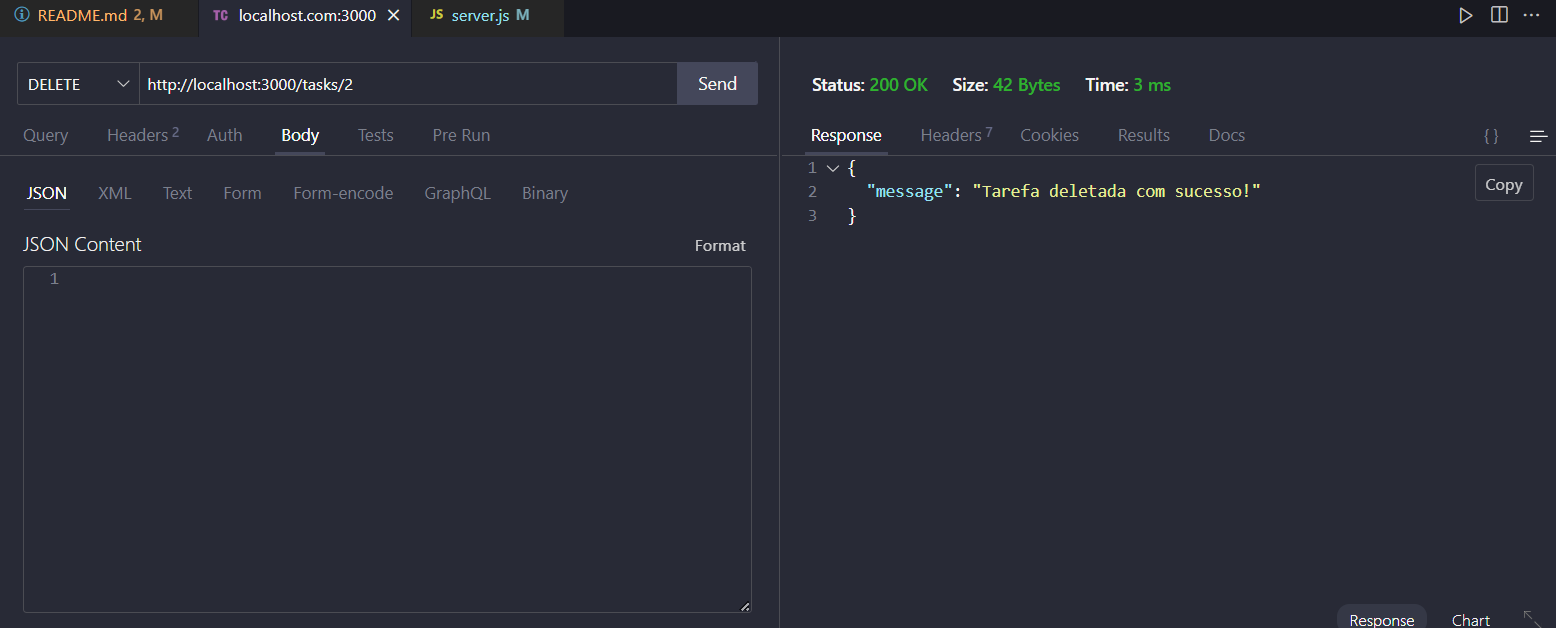 README.md 2, M TC localhost.com:3000 JS server.js M
DELETE http://localhost:3000/tasks/2 Send
Query Headers 2 Auth Body Tests Pre Run
JSON XML Text Form Form-encode GraphQL Binary
JSON Content Format
1
Status: 200 OK Size: 42 Bytes Time: 3 ms
Response Headers 7 Cookies Results Docs { }
1 {
2 "message": "Tarefa deletada com sucesso!"
3 }
Copy
Response Chart